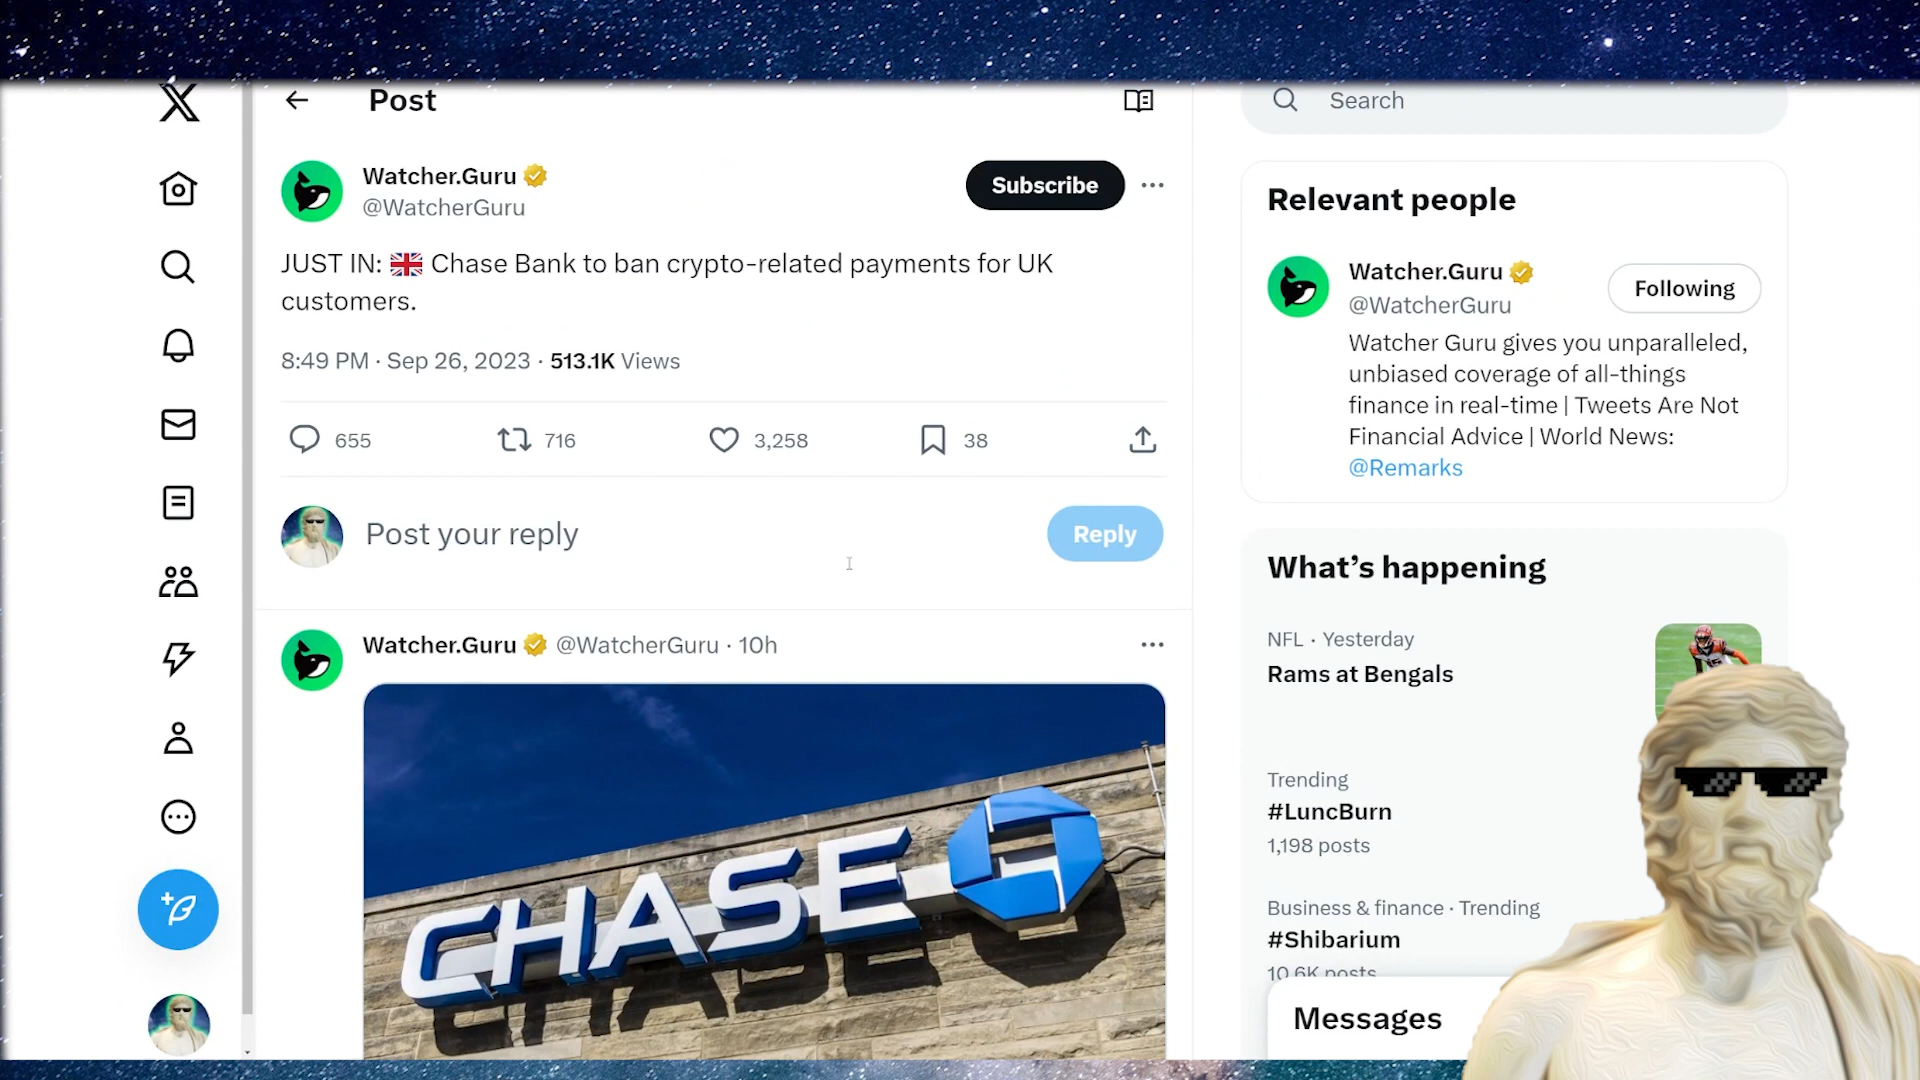 Post
Search
Watcher.Guru
@WatcherGuru
Subscribe
JUST IN: 🇬🇧 Chase Bank to ban crypto-related payments for UK
customers.
8:49 PM · Sep 26, 2023 · 513.1K Views
655 716 3,258 38
Post your reply
Reply
Watcher.Guru @WatcherGuru · 10h
CHASE
Relevant people
Watcher.Guru
@WatcherGuru
Following
Watcher Guru gives you unparalleled,
unbiased coverage of all-things
finance in real-time | Tweets Are Not
Financial Advice | World News:
@Remarks
What's happening
NFL · Yesterday
Rams at Bengals
Trending
#LuncBurn
1,198 posts
Business & finance · Trending
#Shibarium
10.6K posts
Messages